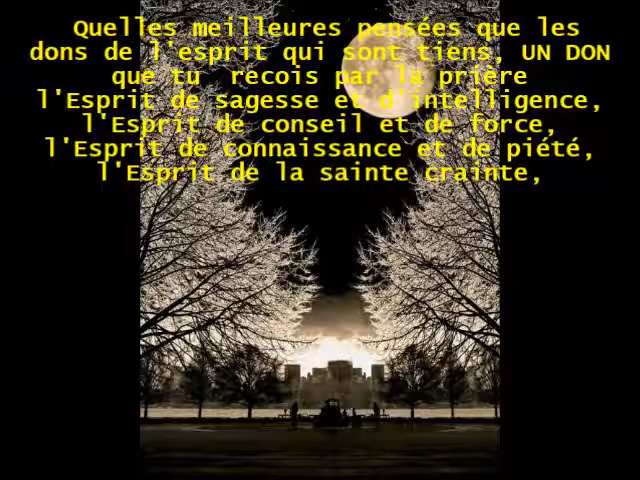 Quelles meilleures pensées que les
dons de l'esprit qui sont tiens, UN DON
que tu recois par la prière
l'Esprit de sagesse et d'intelligence,
l'Esprit de conseil et de force,
l'Esprit de connaissance et de piété,
l'Esprit de la sainte crainte,